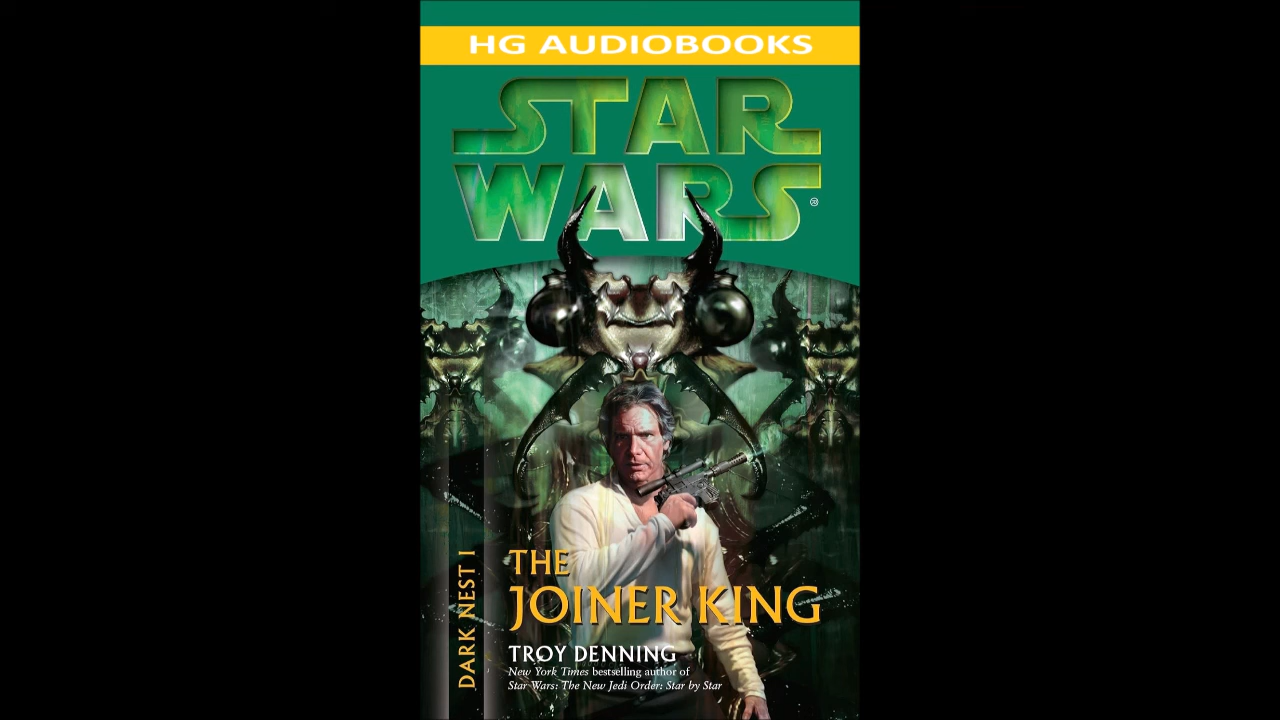 HG AUDIOBOOKS
STAR
WARS®
DARK NEST I
THE
JOINER KING
TROY DENNING
New York Times bestselling author of
Star Wars: The New Jedi Order: Star by Star